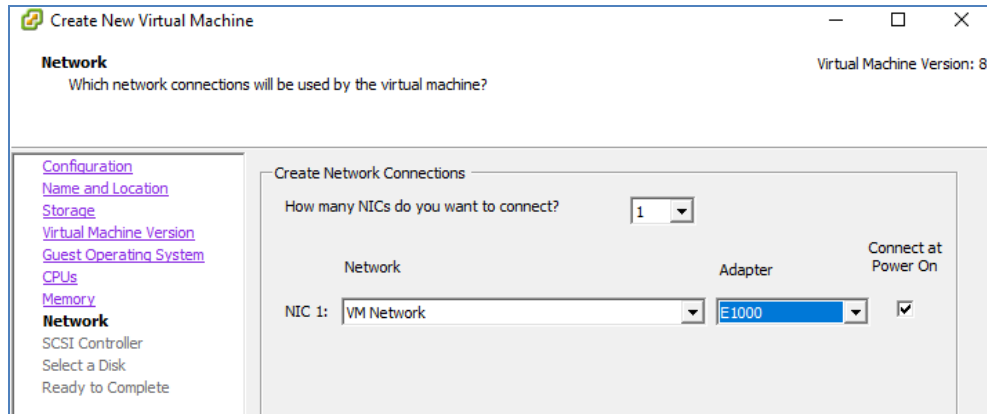 Create New Virtual Machine
Network
Virtual Machine Version: 8
Which network connections will be used by the virtual machine?
Configuration
Name and Location
Storage
Virtual Machine Version
Guest Operating System
CPUs
Memory
Network
SCSI Controller
Select a Disk
Ready to Complete
Create Network Connections
How many NICs do you want to connect? 1
Network Adapter Connect at
Power On
NIC 1: VM Network E1000